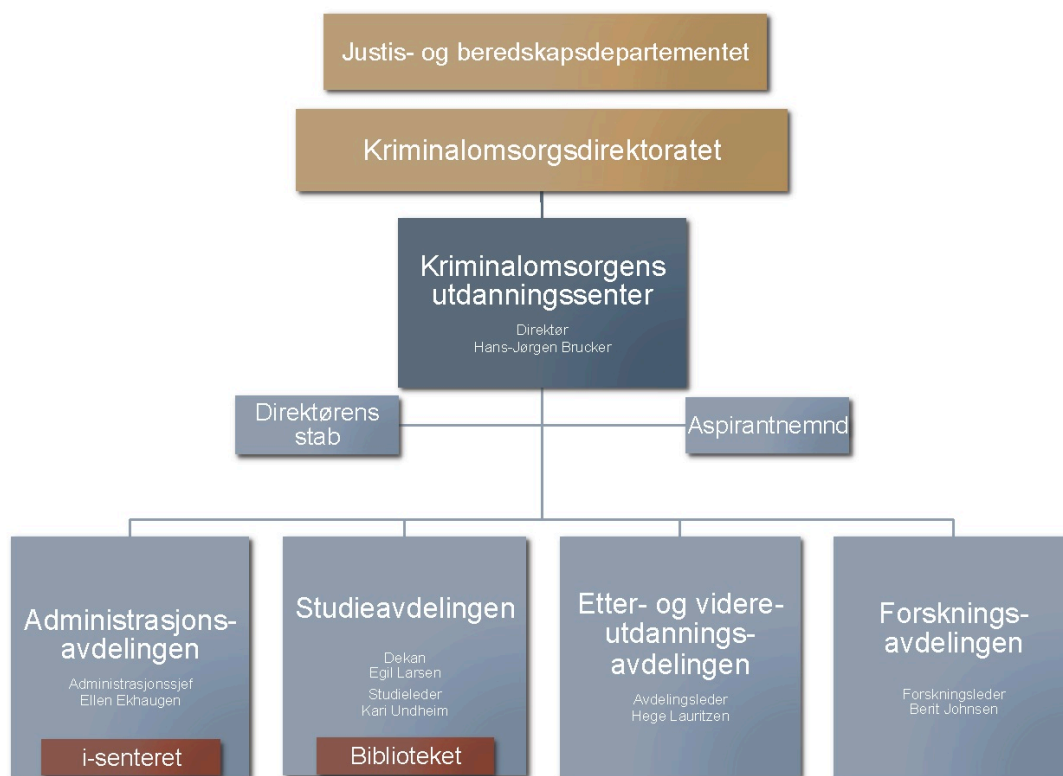 Justis- og beredskapsdepartementet
Kriminalomsorgsdirektoratet
Kriminalomsorgens
utdanningssenter
Direktør
Hans-Jørgen Brucker
Direktørens
stab
Aspirantnemnd
Administrasjons-
avdelingen
Administrasjonssjef
Ellen Ekhaugen
i-senteret
Studieavdelingen
Dekan
Egil Larsen
Studieleder
Kari Undheim
Biblioteket
Etter- og videre-
utdannings-
avdelingen
Avdelingsleder
Hege Lauritzen
Forsknings-
avdelingen
Forskningsleder
Berit Johnsen